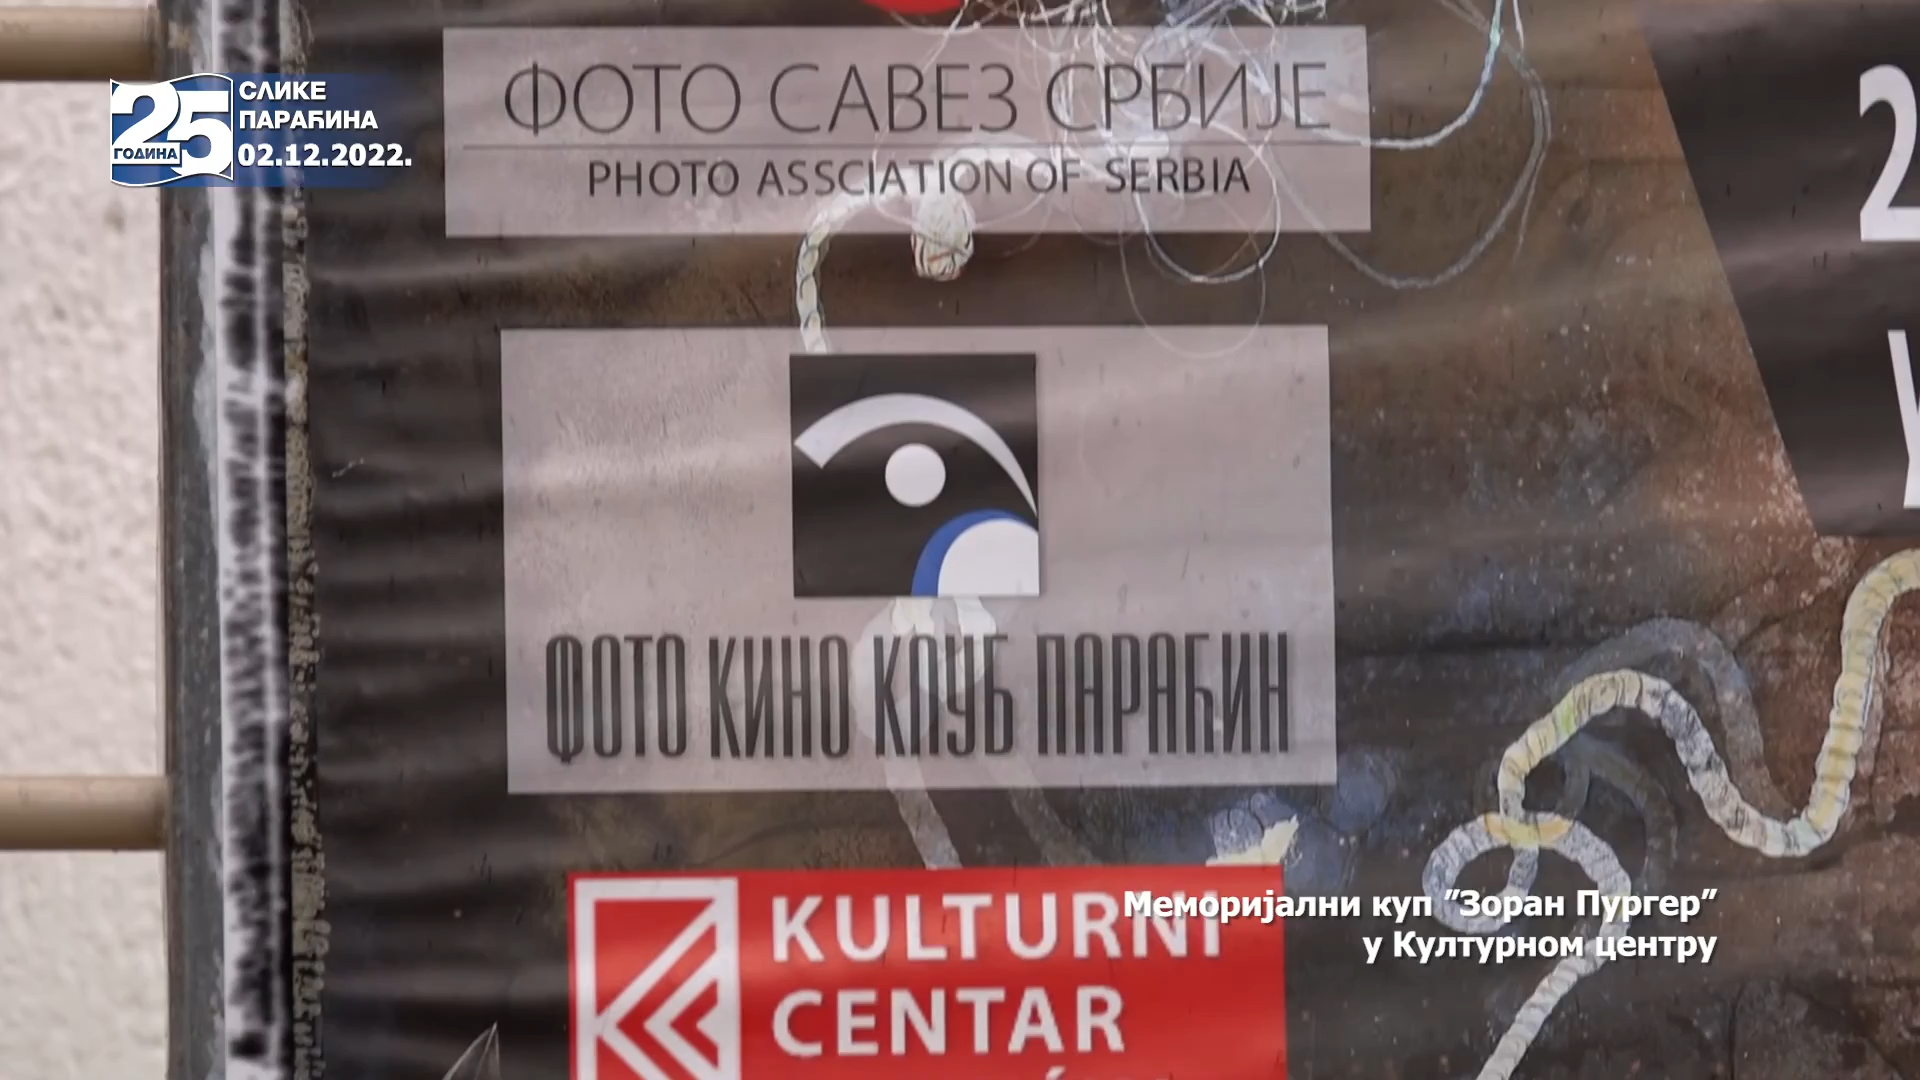 СЛИКЕ
ПАРАЋИНА
25
ГОДИНА
02.12.2022.
ФОТО САВЕЗ СРБИЈЕ
PHOTO ASSCIATION OF SERBIA
2
ФОТО КИНО КЛУБ ПАРАЋИН
KULTURNI
CENTAR
Меморијални куп "Зоран Пургер"
у Културном центру